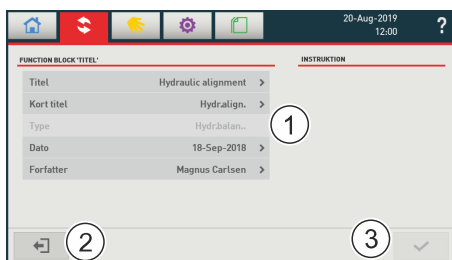 20-Aug-2019
12:00
?
FUNCTION BLOCK 'TITEL'
INSTRUKTION
Titel Hydraulic alignment >
Kort titel Hydr.align. >
Type Hydr.balan..
Dato 18-Sep-2018 >
Forfatter Magnus Carlsen >
1
2
3